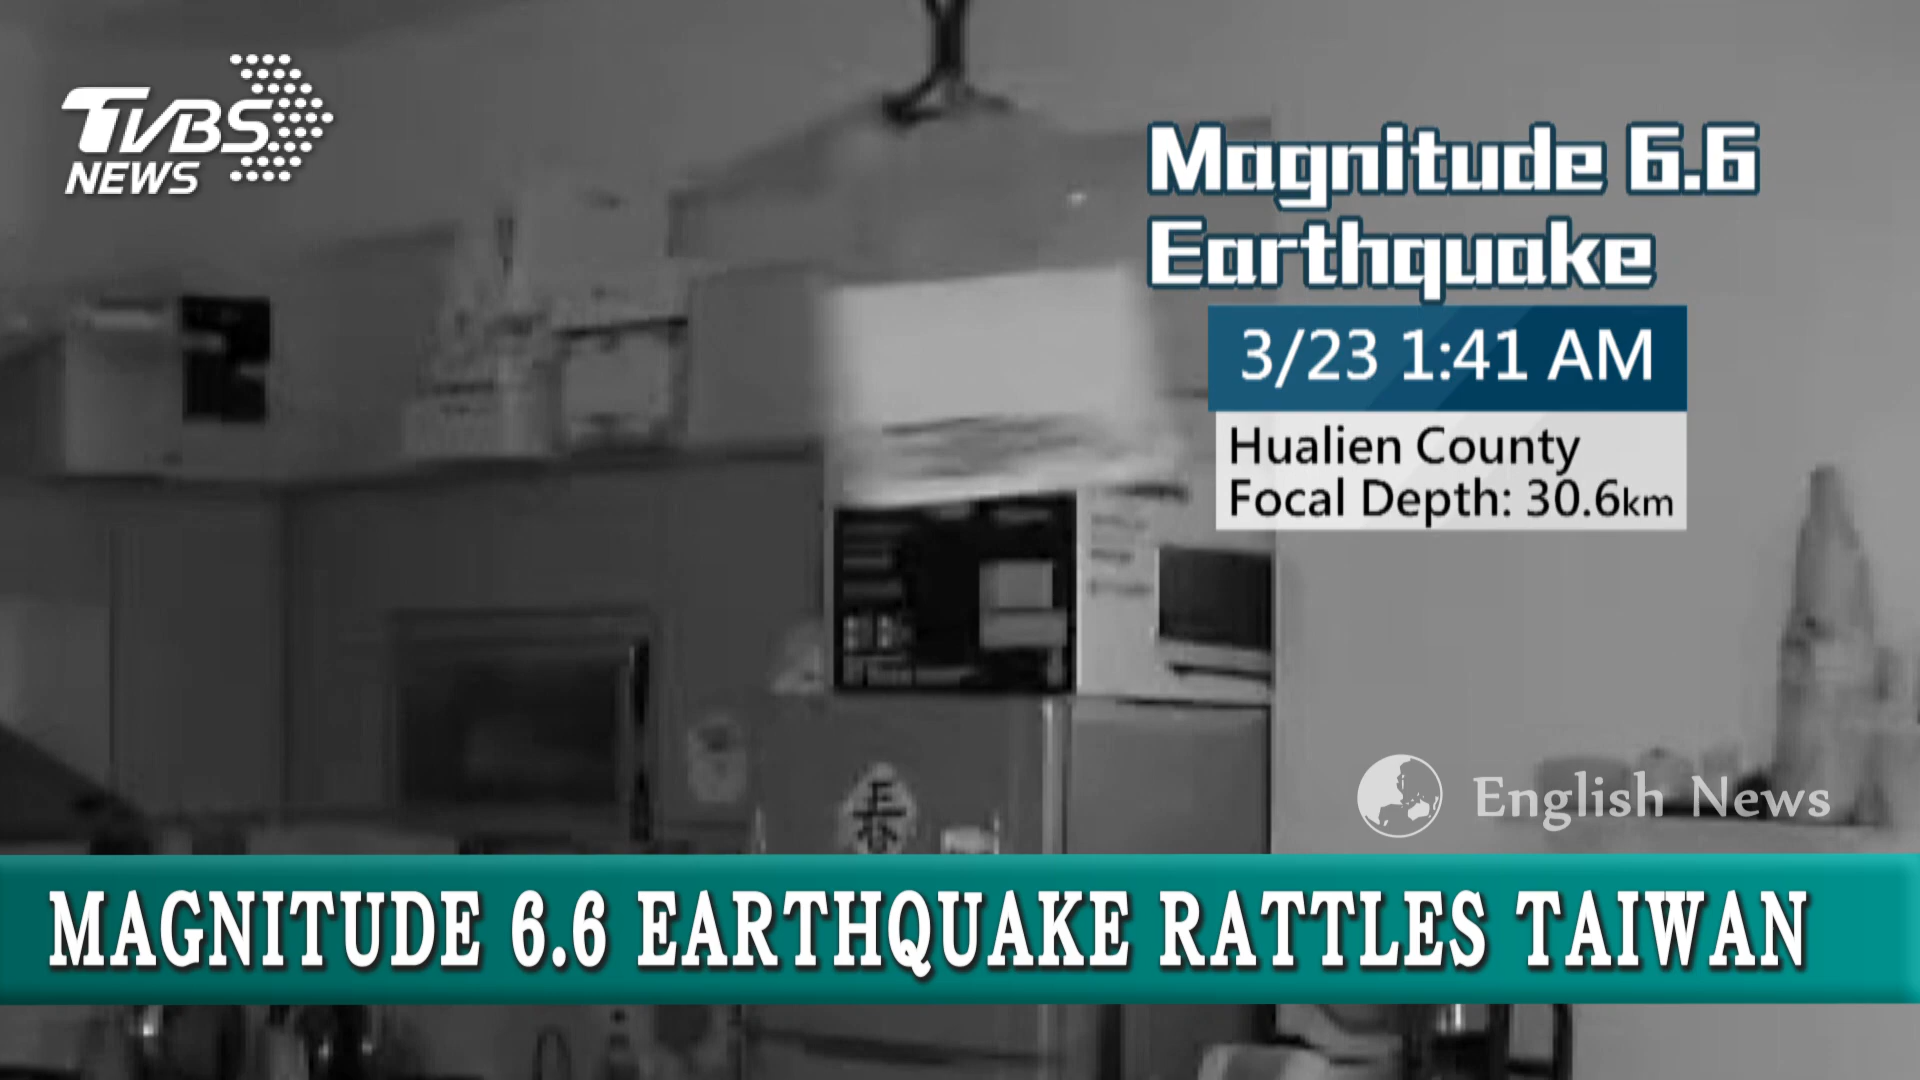 TVBS
NEWS
Magnitude 6.6
Earthquake
3/23 1:41 AM
Hualien County
Focal Depth: 30.6km
English News
MAGNITUDE 6.6 EARTHQUAKE RATTLES TAIWAN